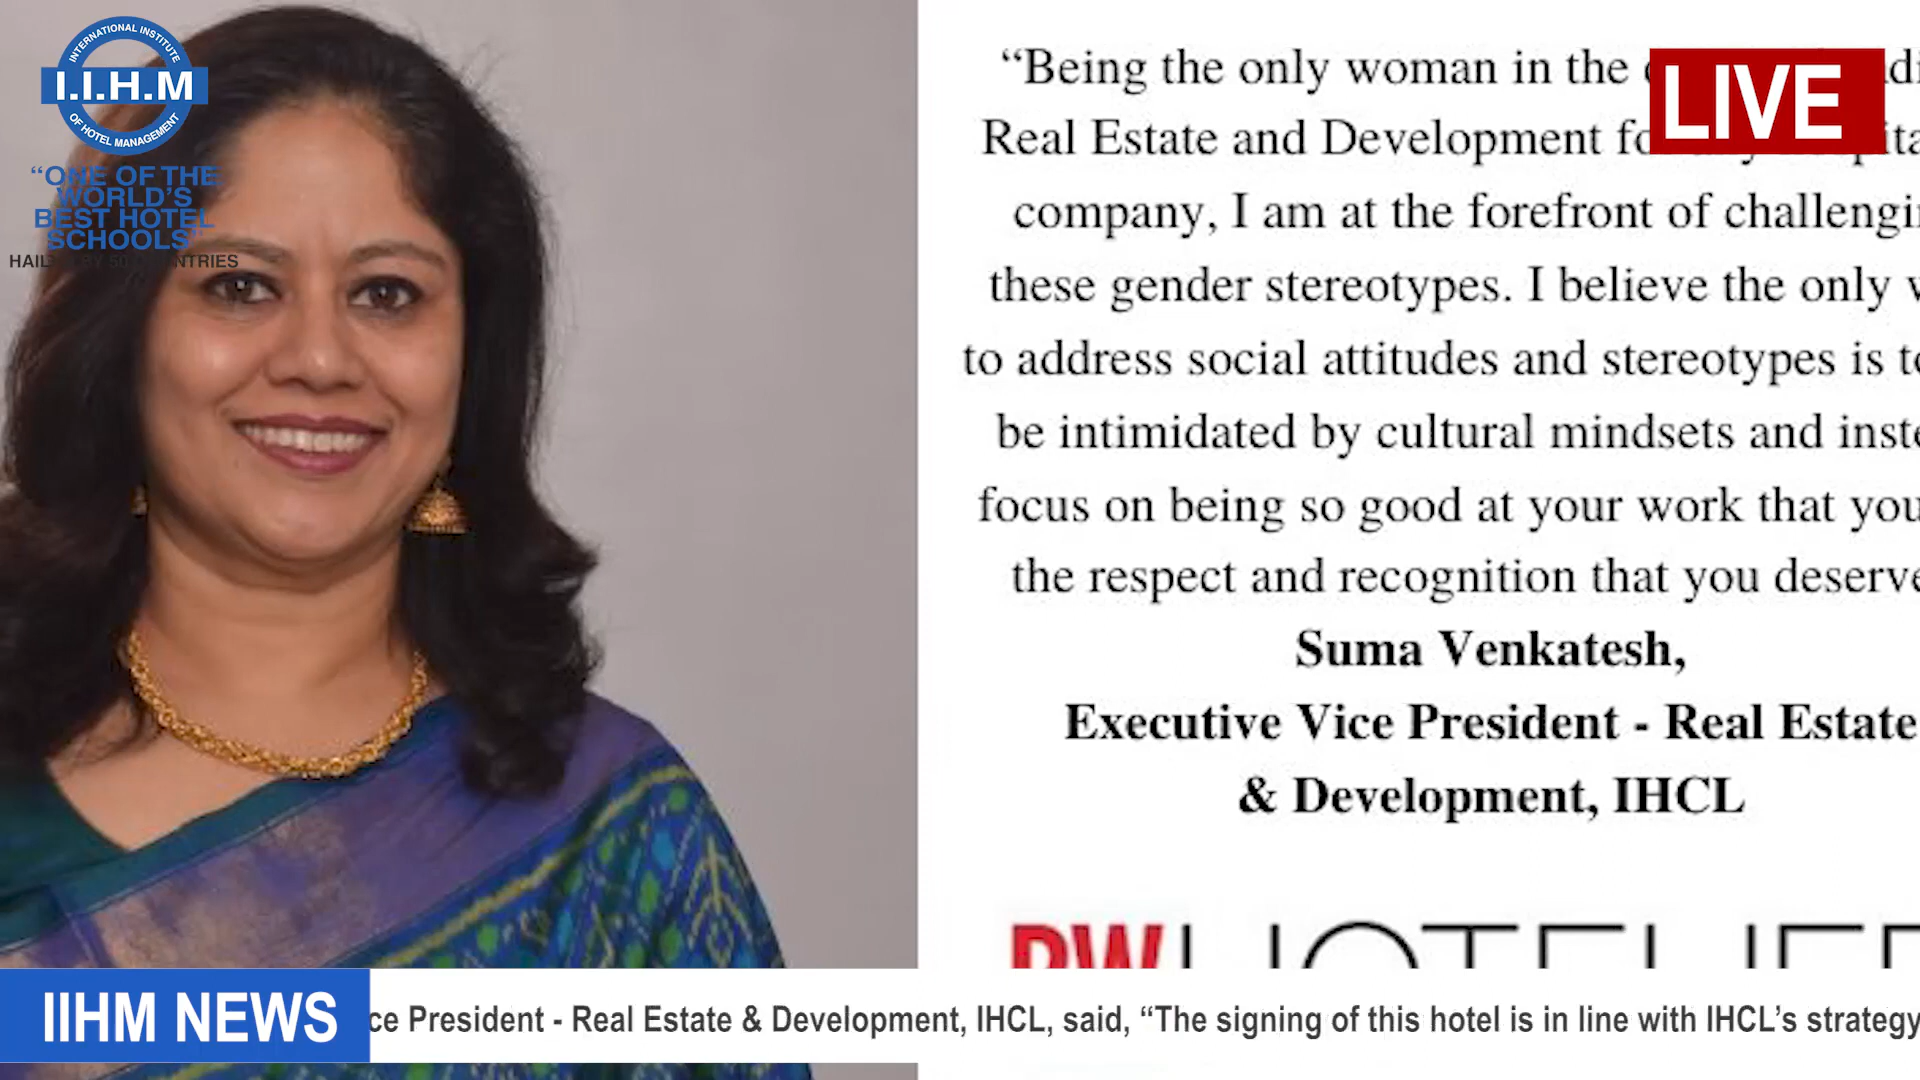 INTERNATIONAL INSTITUTE
I.I.H.M
OF HOTEL MANAGEMENT
“ONE OF THE
WORLD’S
BEST HOTEL
SCHOOLS”
BY 50
“Being the only woman in the
LIVE
Real Estate and Development
company, I am at the forefront of
these gender stereotypes. I believe the only
to address social attitudes and stereotypes is
be intimidated by cultural mindsets and
focus on being so good at your work that
the respect and recognition that you
Suma Venkatesh,
Executive Vice President - Real Estate
& Development, IHCL
BW HOTELIER
IIHM NEWS
ce President - Real Estate & Development, IHCL, said, “The signing of this hotel is in line with IHCL’s strategy